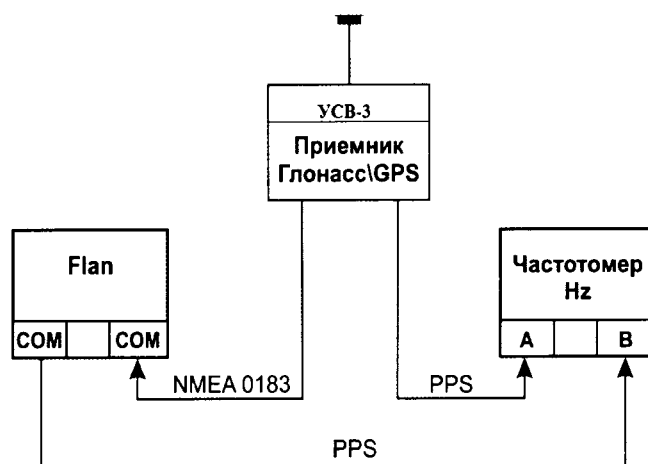 УСВ-3
Приемник
Глонасс\GPS
Flan
COM
COM
Частотомер
Hz
A
B
NMEA 0183
PPS
PPS